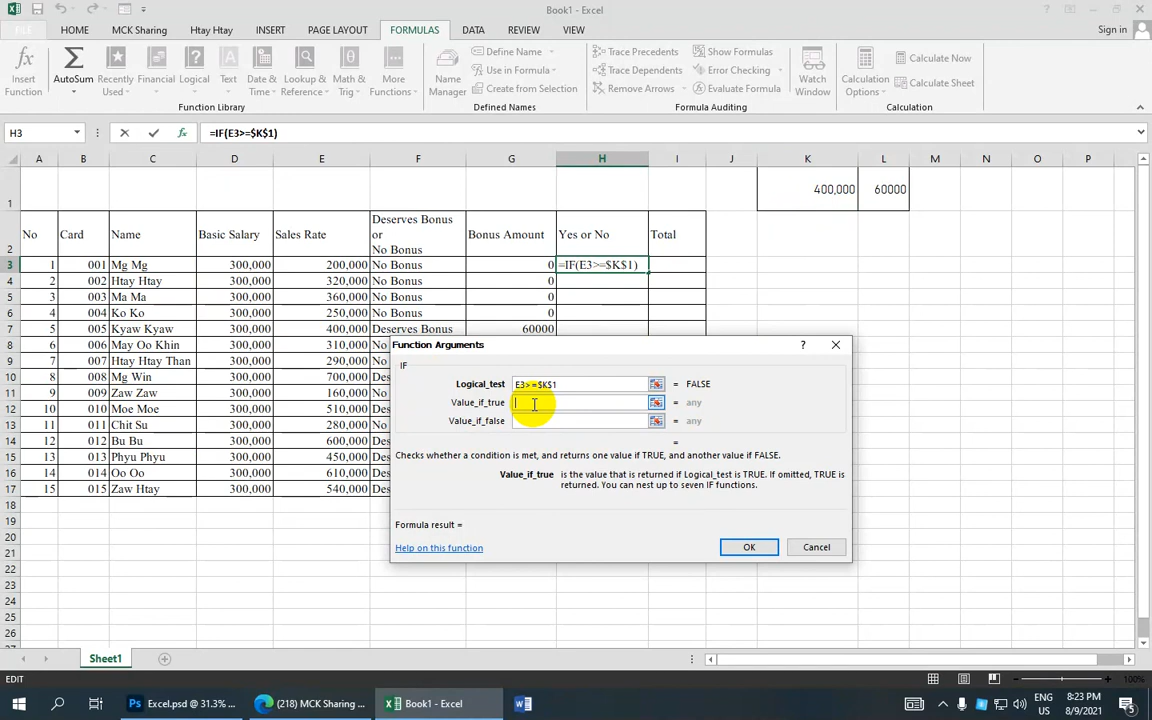 Book1 - Excel
FILE HOME MCK Sharing Htay Htay INSERT PAGE LAYOUT FORMULAS DATA REVIEW VIEW Sign in
Insert Function
AutoSum
Recently Used
Financial
Logical
Text
Date & Time
Lookup & Reference
Math & Trig
More Functions
Function Library
Name Manager
Define Name
Use in Formula
Create from Selection
Defined Names
Trace Precedents
Trace Dependents
Remove Arrows
Show Formulas
Error Checking
Evaluate Formula
Formula Auditing
Watch Window
Calculation Options
Calculate Now
Calculate Sheet
Calculation
H3 fx =IF(E3>=$K$1)
A B C D E F G H I J K L M N O P
1 400,000 60000
2 No Card Name Basic Salary Sales Rate Deserves Bonus or No Bonus Bonus Amount Yes or No Total
3 1 001 Mg Mg 300,000 200,000 No Bonus 0 =IF(E3>=$K$1)
4 2 002 Htay Htay 300,000 320,000 No Bonus 0
5 3 003 Ma Ma 300,000 360,000 No Bonus 0
6 4 004 Ko Ko 300,000 250,000 No Bonus 0
7 5 005 Kyaw Kyaw 300,000 400,000 Deserves Bonus 60000
8 6 006 May Oo Khin 300,000 310,000 No
9 7 007 Htay Htay Than 300,000 320,000 No
10 8 008 Mg Win 300,000 700,000 Des
11 9 009 Zaw Zaw 300,000 160,000 No
12 10 010 Moe Moe 300,000 510,000 Des
13 11 011 Chit Su 300,000 280,000 No
14 12 012 Bu Bu 300,000 600,000 Des
15 13 013 Phyu Phyu 300,000 450,000 Des
16 14 014 Oo Oo 300,000 610,000 Des
17 15 015 Zaw Htay 300,000 540,000 Des
18
19
20
21
22
23
24
25
26
27
Function Arguments ?
IF
Logical_test E3>=$K$1 = FALSE
Value_if_true = any
Value_if_false = any
=
Checks whether a condition is met, and returns one value if TRUE, and another value if FALSE.
Value_if_true is the value that is returned if Logical_test is TRUE. If omitted, TRUE is
returned. You can nest up to seven IF functions.
Formula result =
Help on this function OK Cancel
Sheet1
EDIT 100%
Excel.psd @ 31.3% ...
(218) MCK Sharing ...
Book1 - Excel
ENG US
8:23 PM
8/9/2021
5